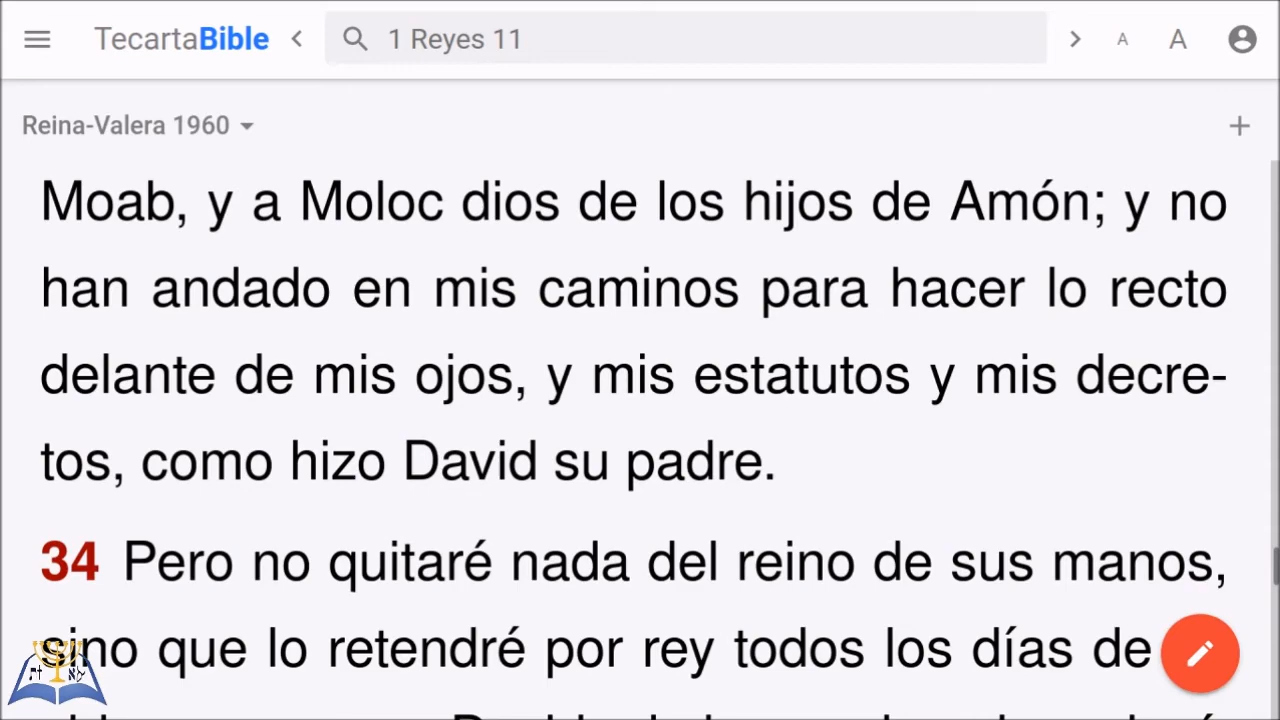 TecartaBible
1 Reyes 11
A A
Reina-Valera 1960
Moab, y a Moloc dios de los hijos de Amón; y no
han andado en mis caminos para hacer lo recto
delante de mis ojos, y mis estatutos y mis decre-
tos, como hizo David su padre.
34 Pero no quitaré nada del reino de sus manos,
sino que lo retendré por rey todos los días de